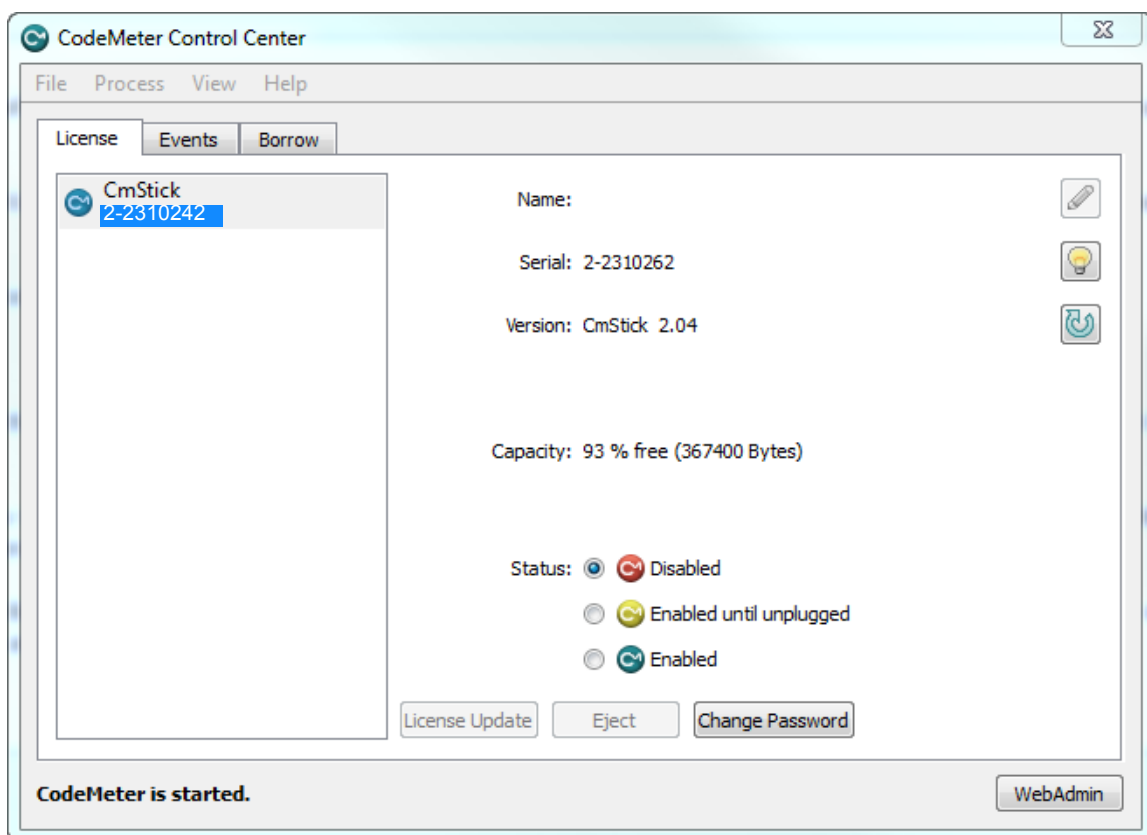 CodeMeter Control Center
File Process View Help
License Events Borrow
CmStick
2-2310242
Name:
Serial: 2-2310262
Version: CmStick 2.04
Capacity: 93 % free (367400 Bytes)
Status: Disabled
Enabled until unplugged
Enabled
License Update Eject Change Password
CodeMeter is started.
WebAdmin